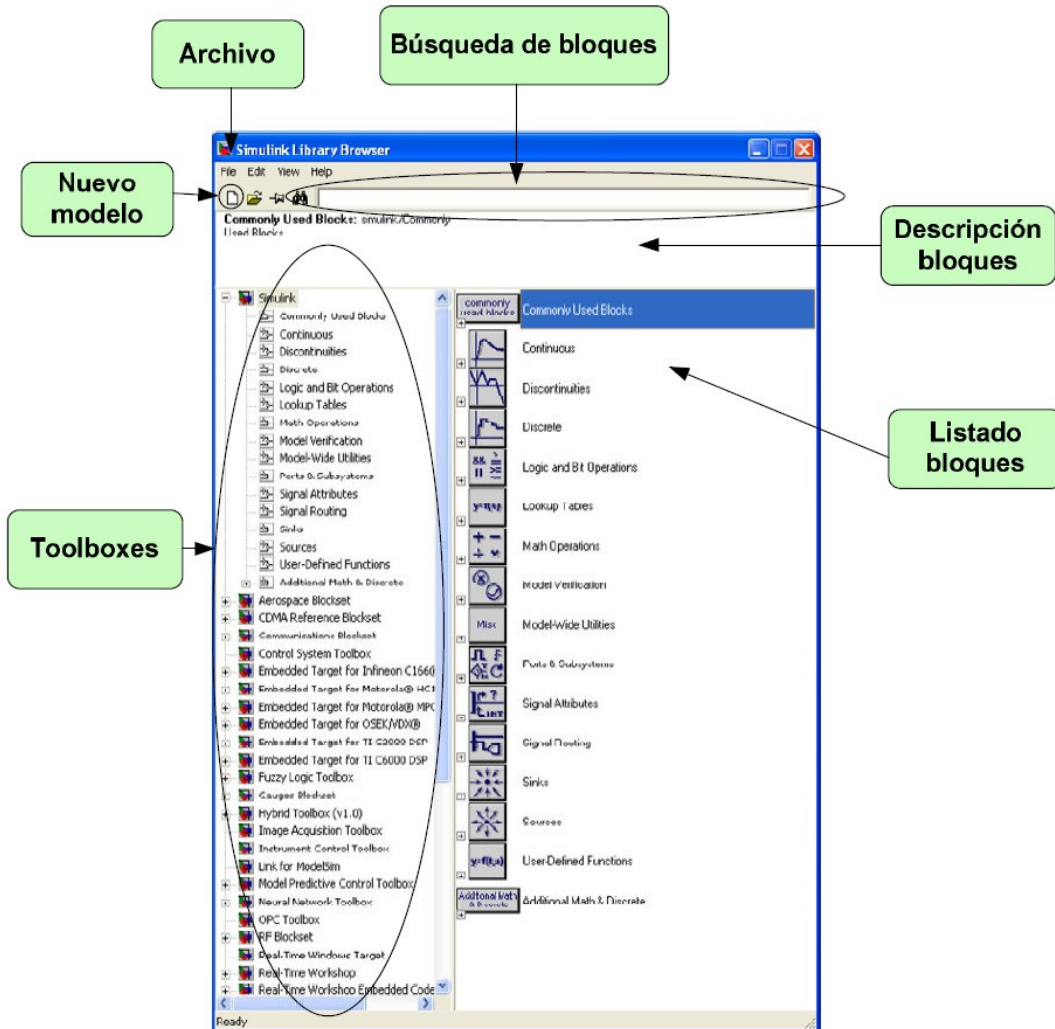 Archivo
Búsqueda de bloques
Simulink Library Browser
File Edit View Help
Nuevo
modelo
Commonly Used Blocks: simulink/Commonly
Used Blocks
Descripción
bloques
Simulink
Commonly Used Blocks
Continuous
Discontinuities
Discrete
Logic and Bit Operations
Lookup Tables
Math Operations
Model Verification
Model-Wide Utilities
Ports & Subsystems
Signal Attributes
Signal Routing
Sinks
Sources
User-Defined Functions
Additional Math & Discrete
Aerospace Blockset
CDMA Reference Blockset
Communications Blockset
Control System Toolbox
Embedded Target for Infineon C166®
Embedded Target for Motorola® HC1
Embedded Target for Motorola® MPC
Embedded Target for OSEK/VDX®
Embedded Target for TI C2000 DSP
Embedded Target for TI C6000 DSP
Fuzzy Logic Toolbox
Gauges Blockset
Hybrid Toolbox (v1.0)
Image Acquisition Toolbox
Instrument Control Toolbox
Link for ModelSim
Model Predictive Control Toolbox
Neural Network Toolbox
OPC Toolbox
RF Blockset
Real-Time Windows Target
Real-Time Workshop
Real-Time Workshop Embedded Code
Toolboxes
commonly
used blocks
Commonly Used Blocks
Continuous
Discontinuities
Discrete
Logic and Bit Operations
Lookup Tables
Math Operations
Model Verification
Misc
Model-Wide Utilities
Ports & Subsystems
Signal Attributes
Signal Routing
Sinks
Sources
y=f(t,u)
User-Defined Functions
Additional Math
& Discrete
Additional Math & Discrete
Listado
bloques
Ready